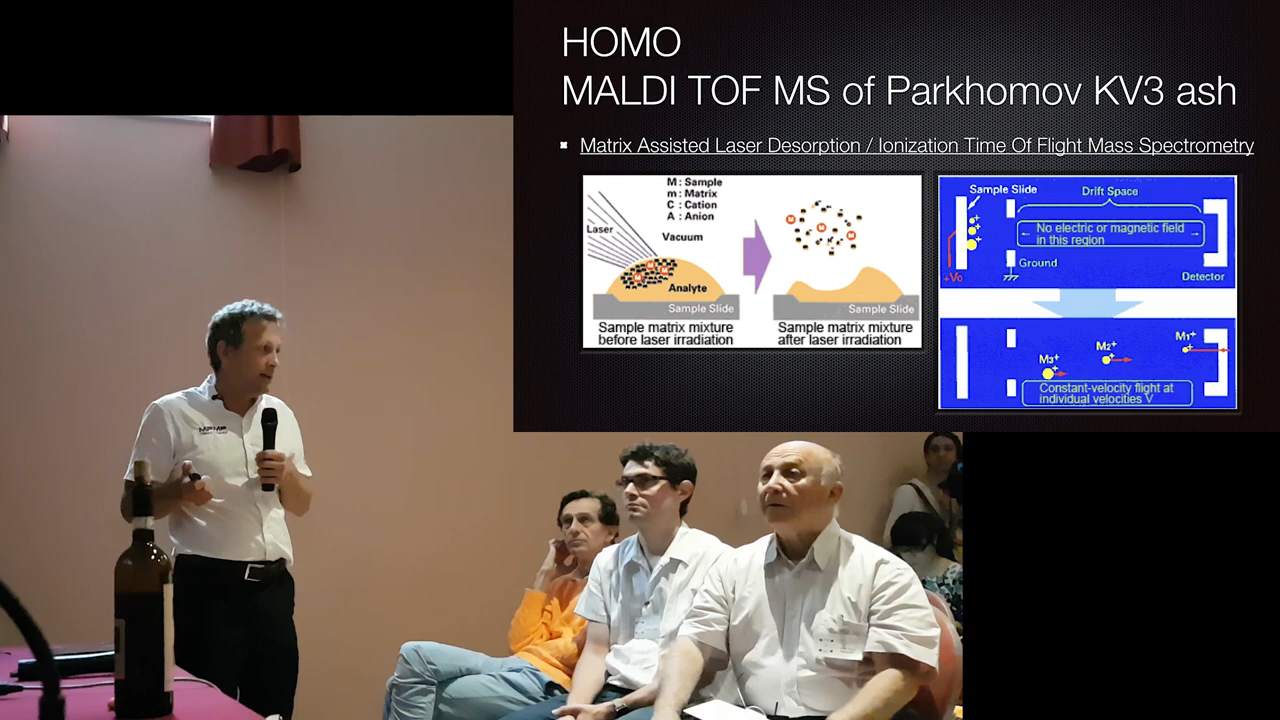 HOMO
MALDI TOF MS of Parkhomov KV3 ash
Matrix Assisted Laser Desorption / Ionization Time Of Flight Mass Spectrometry
M : Sample
m : Matrix
C : Cation
A : Anion
Laser
Vacuum
M
M
M
Analyte
Sample Slide
Sample matrix mixture
before laser irradiation
M
M
M
Sample Slide
Sample matrix mixture
after laser irradiation
Sample Slide
Drift Space
No electric or magnetic field
in this region
Ground
+Vo
Detector
M3+
M2+
M1+
Constant-velocity flight at
individual velocities V
MFMP